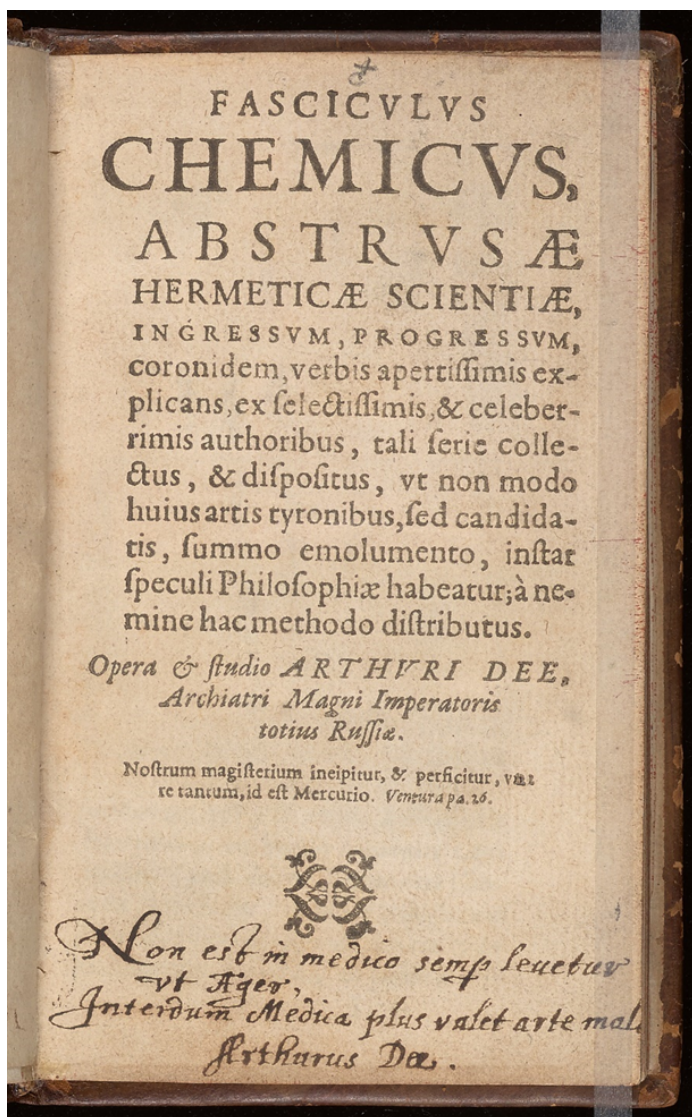 FASCICVLVS
CHEMICVS,
ABSTRVSÆ
HERMETICÆ SCIENTIÆ,
INGRESSVM, PROGRESSVM,
coronidem, verbis apertiſſimis ex-
plicans, ex ſelectiſſimis, & celeber-
rimis authoribus, tali ſerie colle-
ctus, & diſpoſitus, vt non modo
huius artis tyronibus, ſed candida-
tis, ſummo emolumento, inſtar
ſpeculi Philoſophiæ habeatur; à ne-
mine hac methodo diſtributus.
Opera & ſtudio ARTHVRI DEE,
Archiatri Magni Imperatoris
totius Ruſſiæ.
Noſtrum magiſterium incipitur, & perficitur, vna
re tantum, id eſt Mercurio. Ventura pa. 26.
Non est in medico semp leuetur
vt Æger,
Interdum Medica plus valet arte mal
Arthurus Dee.